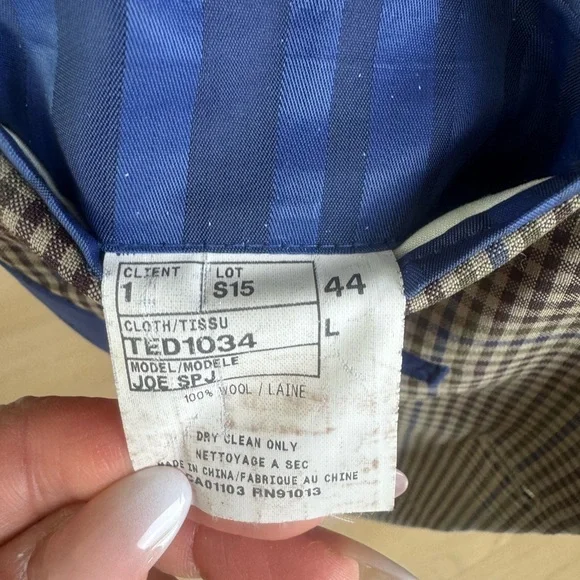 CLIENT LOT
1 S15 44
CLOTH/TISSU L
TED1034
MODEL/MODELE
JOE SPJ
100% WOOL / LAINE
DRY CLEAN ONLY
NETTOYAGE A SEC
MADE IN CHINA/FABRIQUE AU CHINE
CA01103 RN91013